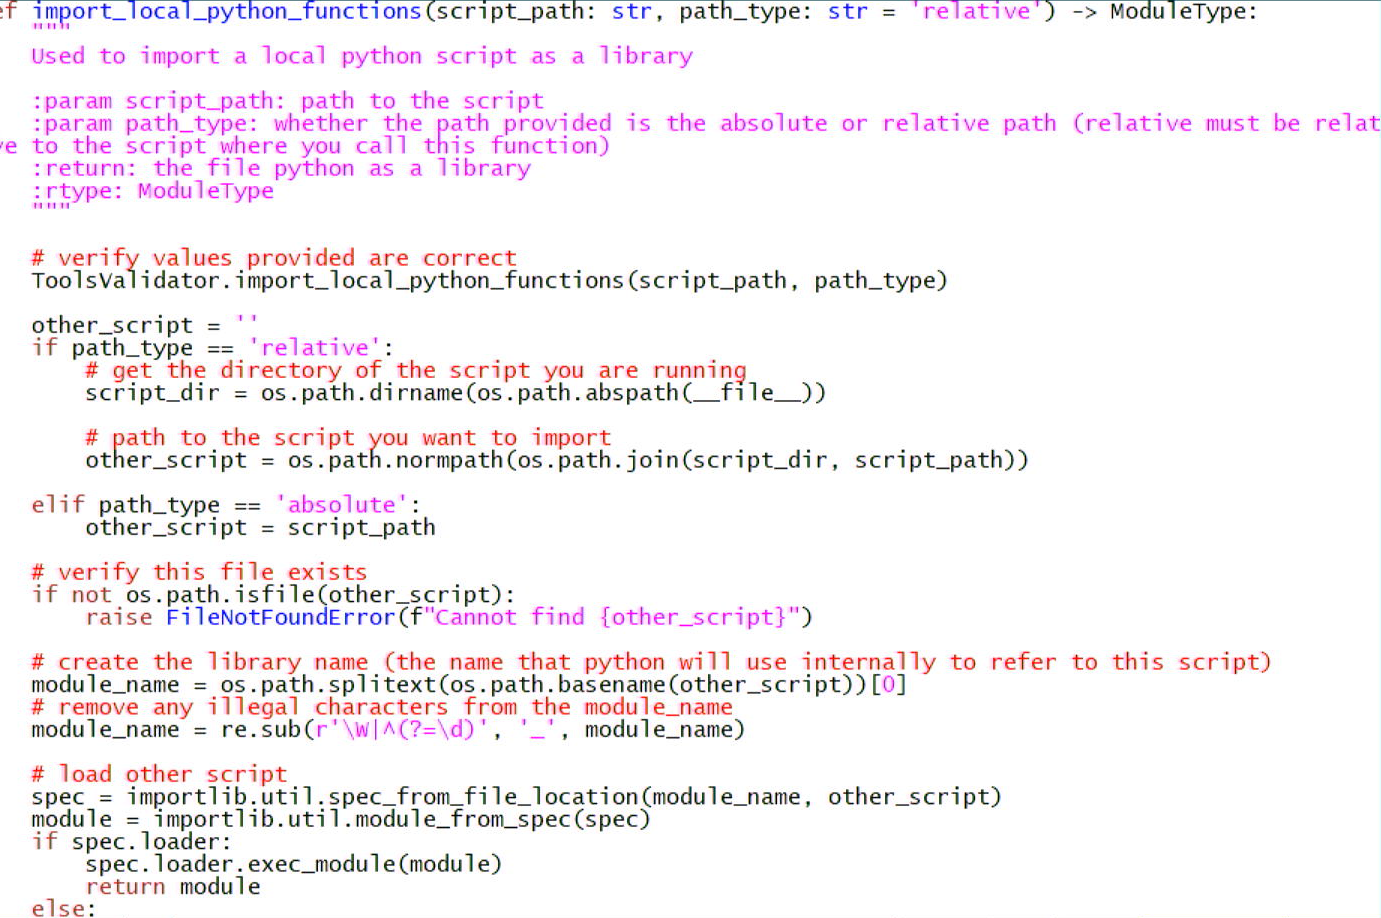 ef import_local_python_functions(script_path: str, path_type: str = 'relative') -> ModuleType:
"""
Used to import a local python script as a library
:param script_path: path to the script
:param path_type: whether the path provided is the absolute or relative path (relative must be relat
ve to the script where you call this function)
:return: the file python as a library
:rtype: ModuleType
"""
# verify values provided are correct
ToolsValidator.import_local_python_functions(script_path, path_type)
other_script = ''
if path_type == 'relative':
# get the directory of the script you are running
script_dir = os.path.dirname(os.path.abspath(__file__))
# path to the script you want to import
other_script = os.path.normpath(os.path.join(script_dir, script_path))
elif path_type == 'absolute':
other_script = script_path
# verify this file exists
if not os.path.isfile(other_script):
raise FileNotFoundError(f"Cannot find {other_script}")
# create the library name (the name that python will use internally to refer to this script)
module_name = os.path.splitext(os.path.basename(other_script))[0]
# remove any illegal characters from the module_name
module_name = re.sub(r'\W|^(?=\d)', '_', module_name)
# load other script
spec = importlib.util.spec_from_file_location(module_name, other_script)
module = importlib.util.module_from_spec(spec)
if spec.loader:
spec.loader.exec_module(module)
return module
else: